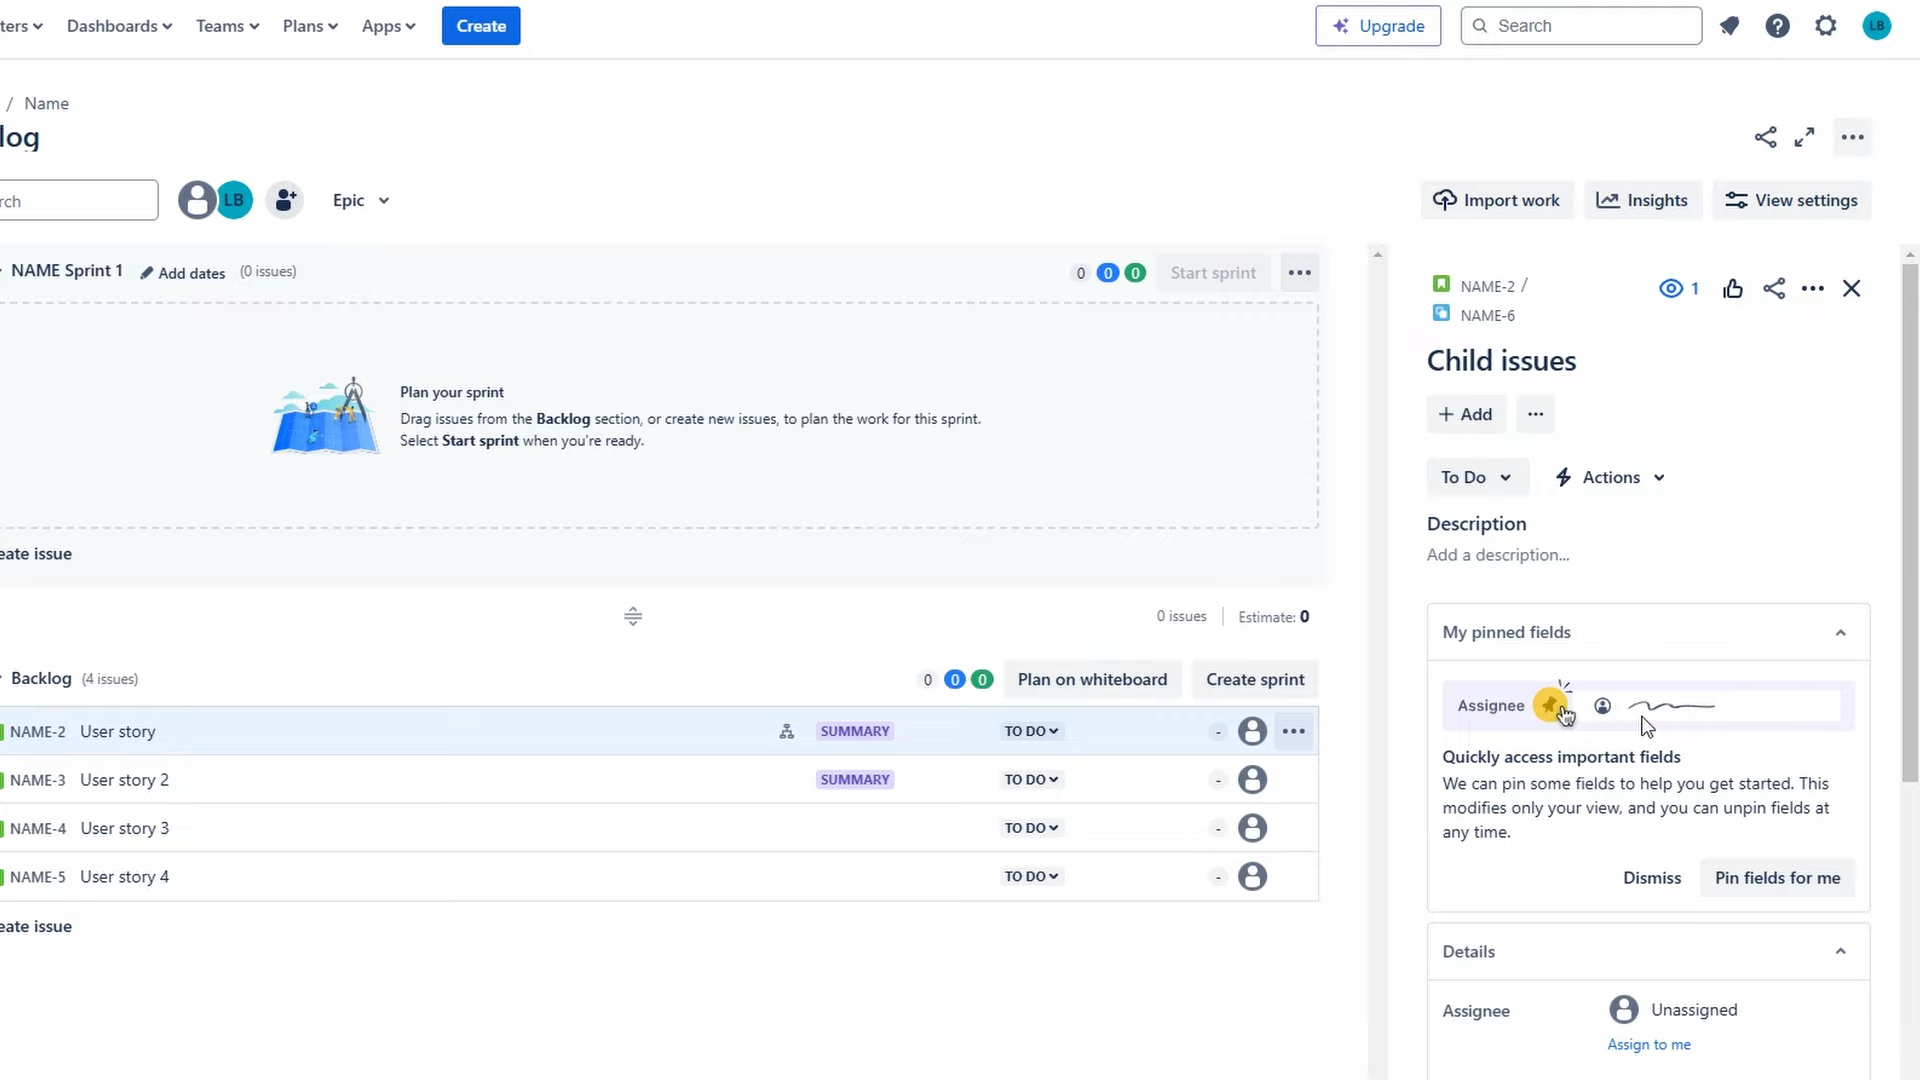 ters Dashboards Teams Plans Apps Create Upgrade Search LB
/ Name
log
rch LB Epic Import work Insights View settings
NAME Sprint 1 Add dates (0 issues) 0 0 0 Start sprint
Plan your sprint
Drag issues from the Backlog section, or create new issues, to plan the work for this sprint.
Select Start sprint when you're ready.
eate issue
0 issues Estimate: 0
Backlog (4 issues) 0 0 0 Plan on whiteboard Create sprint
NAME-2 User story SUMMARY TO DO -
NAME-3 User story 2 SUMMARY TO DO -
NAME-4 User story 3 TO DO -
NAME-5 User story 4 TO DO -
eate issue
NAME-2 / 1
NAME-6
Child issues
+ Add
To Do Actions
Description
Add a description...
My pinned fields
Assignee
Quickly access important fields
We can pin some fields to help you get started. This
modifies only your view, and you can unpin fields at
any time.
Dismiss Pin fields for me
Details
Assignee Unassigned
Assign to me